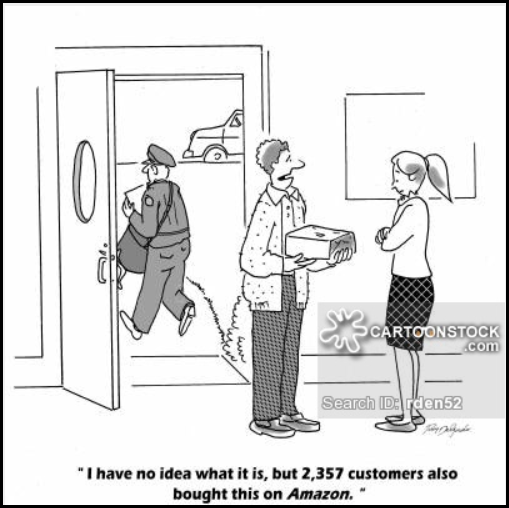 CARTOONSTOCK
.com
Search ID: rden52
" I have no idea what it is, but 2,357 customers also
bought this on Amazon. "